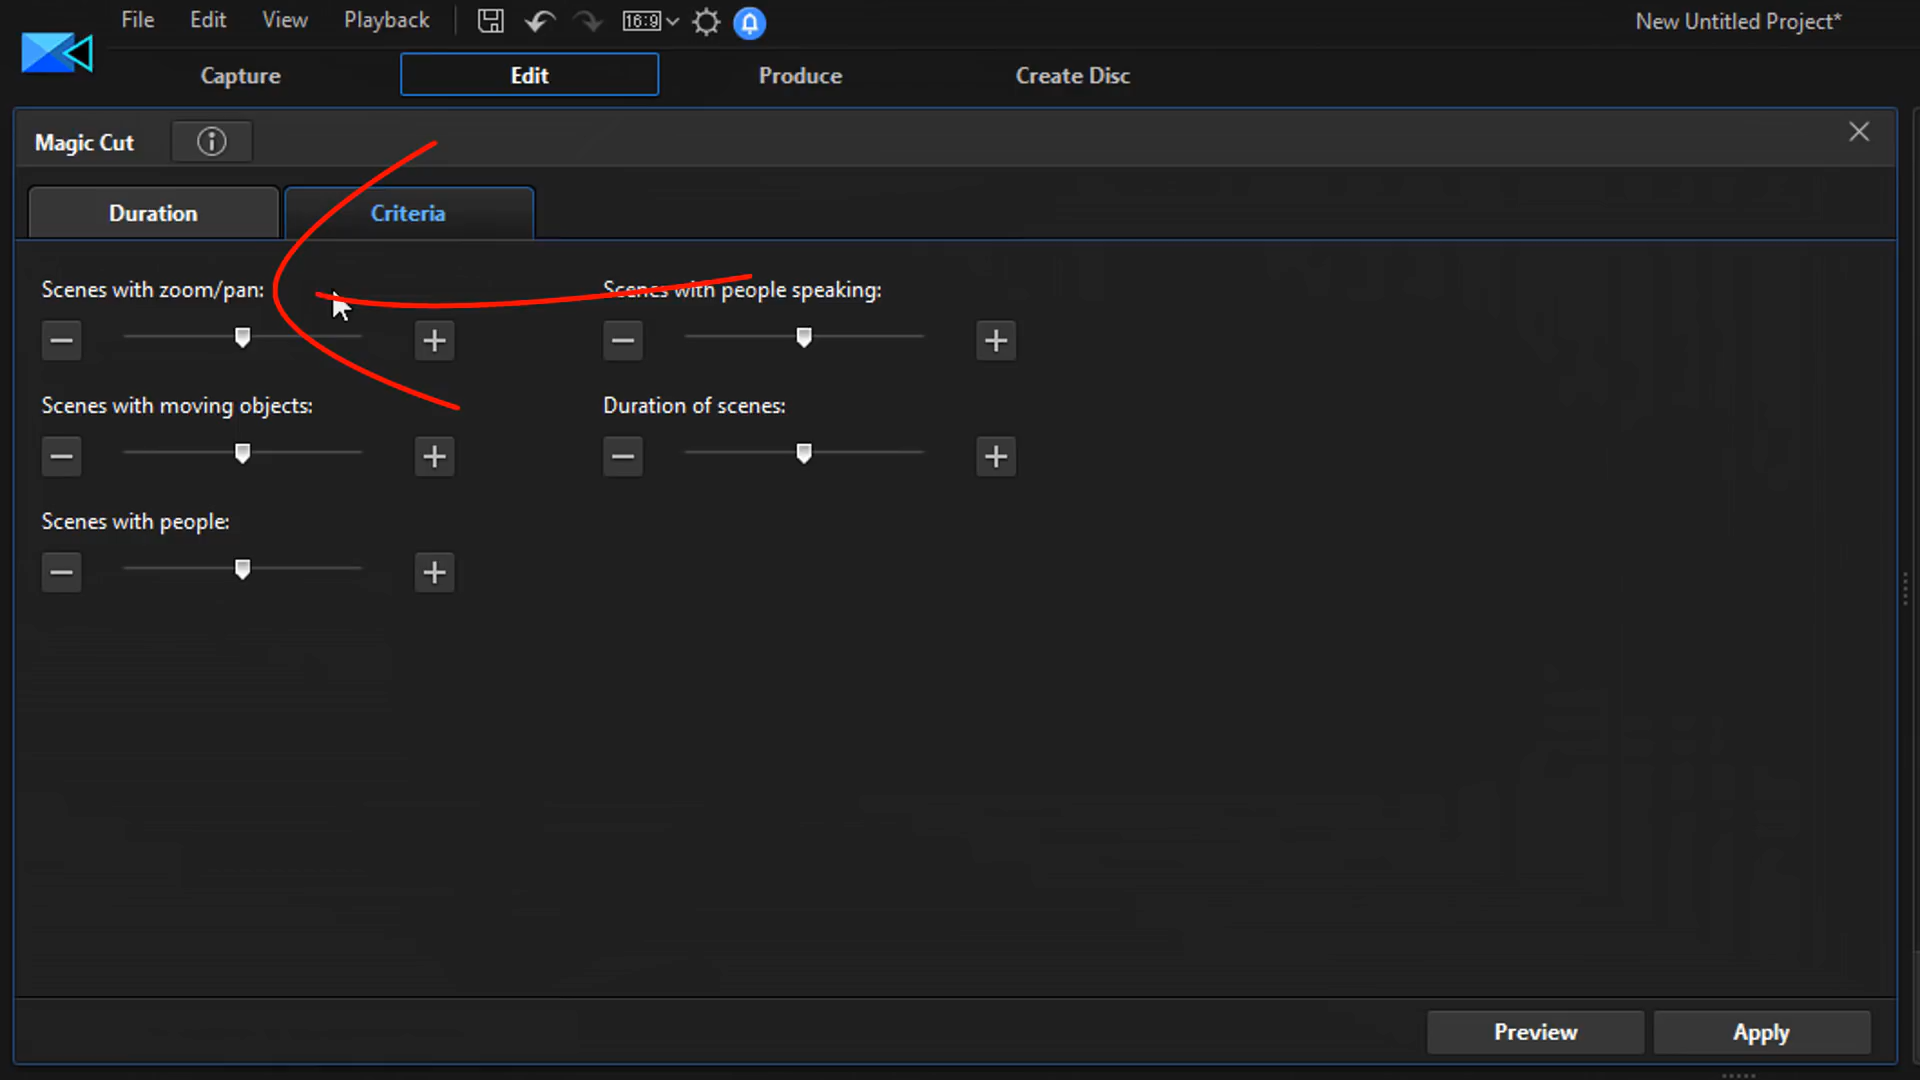 File Edit View Playback 16:9 New Untitled Project*
Capture Edit Produce Create Disc
Magic Cut
Duration Criteria
Scenes with zoom/pan: Scenes with people speaking:
Scenes with moving objects: Duration of scenes:
Scenes with people:
Preview Apply